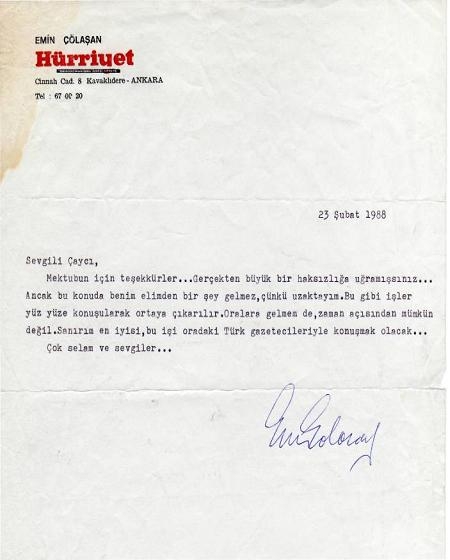 EMİN ÇÖLAŞAN
Hürriyet
Cinnah Cad. 8 Kavaklıdere - ANKARA
Tel : 67 00 20
23 Şubat 1988
Sevgili Çaycı,
Mektubun için teşekkürler...Gerçekten büyük bir haksızlığa uğramışsınız...
Ancak bu konuda benim elimden bir şey gelmez,çünkü uzaktayım.Bu gibi işler
yüz yüze konuşularak ortaya çıkarılır.Oralara gelmem de,zaman açısından mümkün
değil.Sanırım en iyisi,bu işi oradaki Türk gazetecileriyle konuşmak olacak...
Çok selam ve sevgiler...